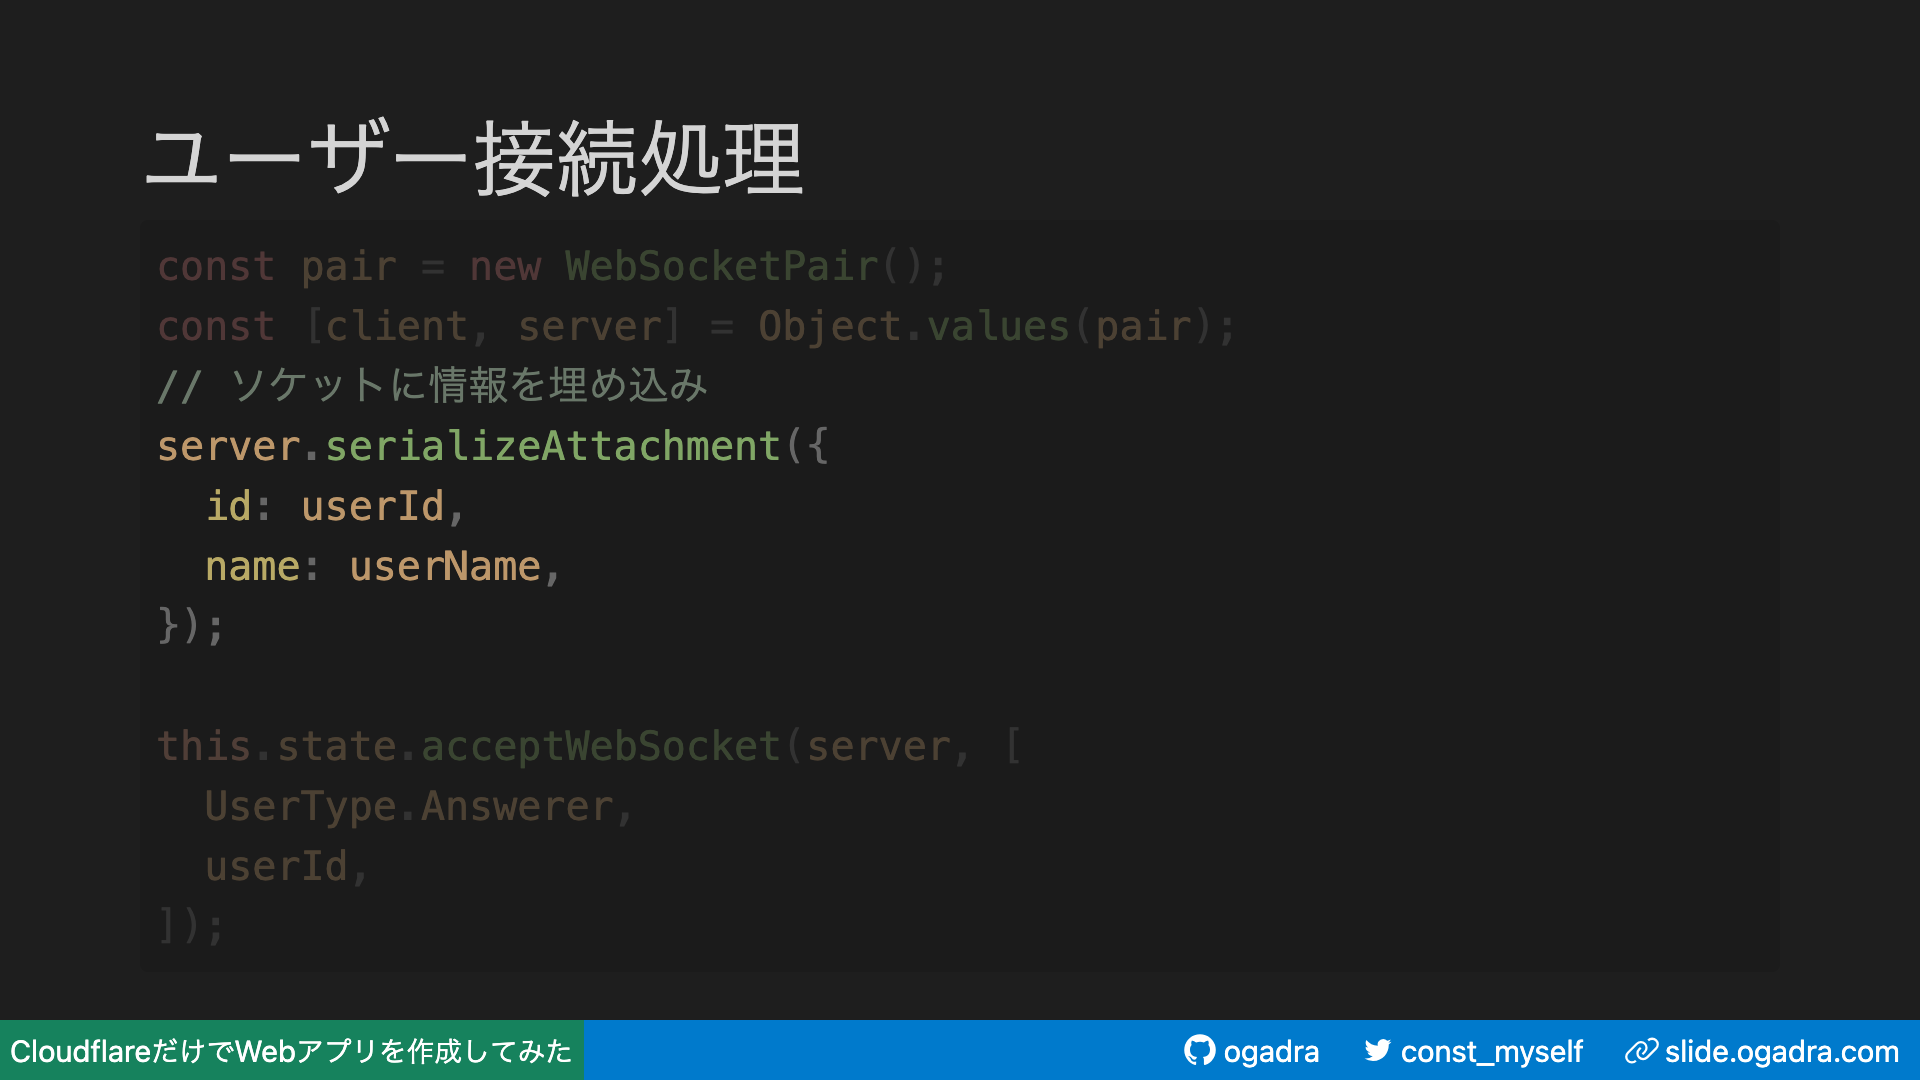 ユーザー接続処理
const pair = new WebSocketPair();
const [client, server] = Object.values(pair);
// ソケットに情報を埋め込み
server.serializeAttachment({
  id: userId,
  name: userName,
});
this.state.acceptWebSocket(server, [
  UserType.Answerer,
  userId,
]);
CloudflareだけでWebアプリを作成してみた
ogadra const_myself slide.ogadra.com